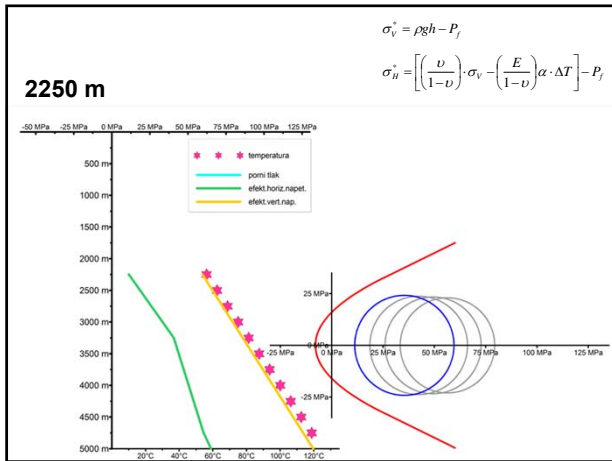 σ*V = ρgh − Pf
σ*H = [(υ/(1−υ))·σV − (E/(1−υ))α·ΔT] − Pf
2250 m
-50 MPa -25 MPa 0 MPa 25 MPa 50 MPa 75 MPa 100 MPa 125 MPa
500 m
temperatura
1000 m
porni tlak
efekt.horiz.napet.
efekt.vert.nap.
1500 m
2000 m
2500 m
3000 m
3500 m
4000 m
4500 m
5000 m
20°C 40°C 60°C 80°C 100°C 120°C
25 MPa
0 MPa
-25 MPa 0 MPa 25 MPa 50 MPa 75 MPa 100 MPa 125 MPa
-25 MPa